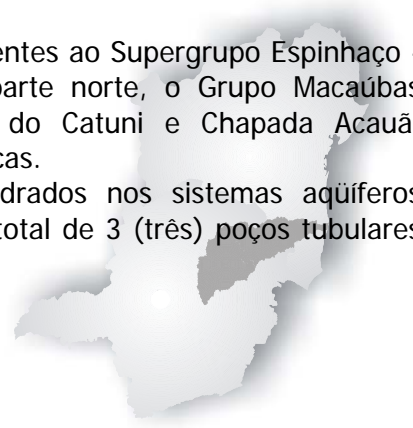 entes ao Supergrupo Espinhaço
parte norte, o Grupo Macaúbas
do Catuni e Chapada Acauã
cas.
drados nos sistemas aqüíferos
total de 3 (três) poços tubulares